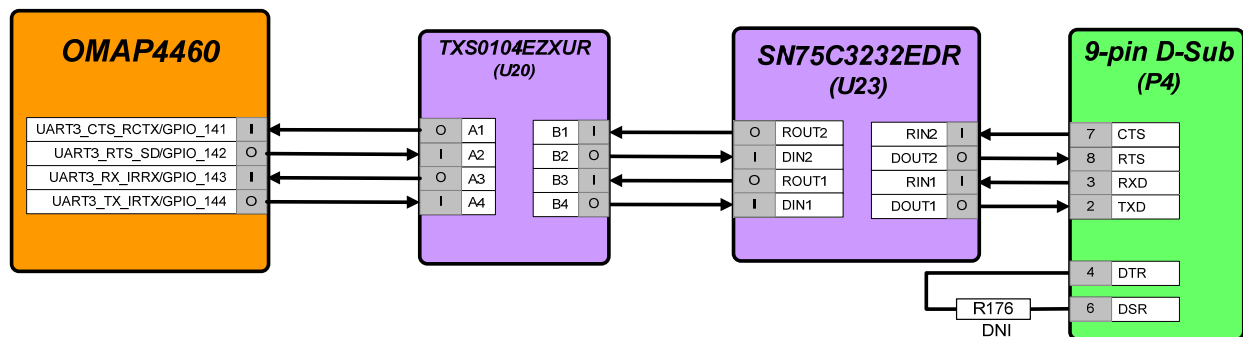 OMAP4460
UART3_CTS_RCTX/GPIO_141 I
UART3_RTS_SD/GPIO_142 O
UART3_RX_IRRX/GPIO_143 I
UART3_TX_IRTX/GPIO_144 O
TXS0104EZXUR
(U20)
O A1 B1 I
I A2 B2 O
O A3 B3 I
I A4 B4 O
SN75C3232EDR
(U23)
O ROUT2 RIN2 I
I DIN2 DOUT2 O
O ROUT1 RIN1 I
I DIN1 DOUT1 O
9-pin D-Sub
(P4)
7 CTS
8 RTS
3 RXD
2 TXD
4 DTR
6 DSR
R176
DNI